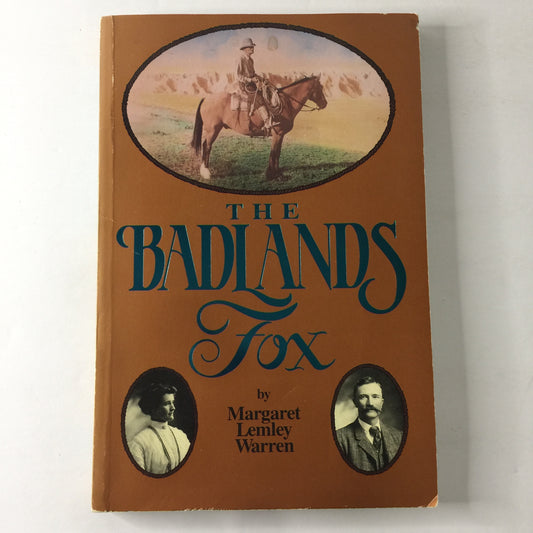 THE
BADLANDS
Fox
by
Margaret
Lemley
Warren